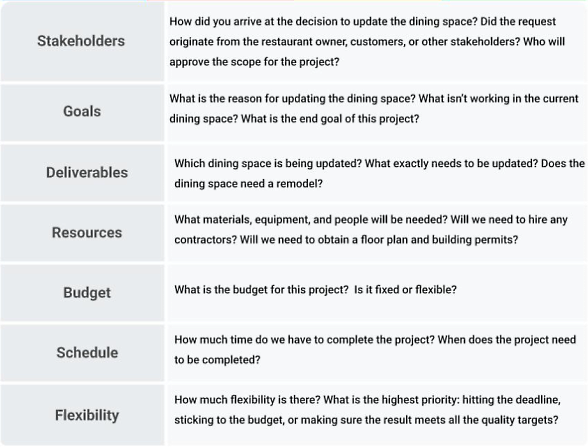 Stakeholders
How did you arrive at the decision to update the dining space? Did the request
originate from the restaurant owner, customers, or other stakeholders? Who will
approve the scope for the project?
Goals
What is the reason for updating the dining space? What isn't working in the current
dining space? What is the end goal of this project?
Deliverables
Which dining space is being updated? What exactly needs to be updated? Does the
dining space need a remodel?
Resources
What materials, equipment, and people will be needed? Will we need to hire any
contractors? Will we need to obtain a floor plan and building permits?
Budget
What is the budget for this project? Is it fixed or flexible?
Schedule
How much time do we have to complete the project? When does the project need
to be completed?
Flexibility
How much flexibility is there? What is the highest priority: hitting the deadline,
sticking to the budget, or making sure the result meets all the quality targets?